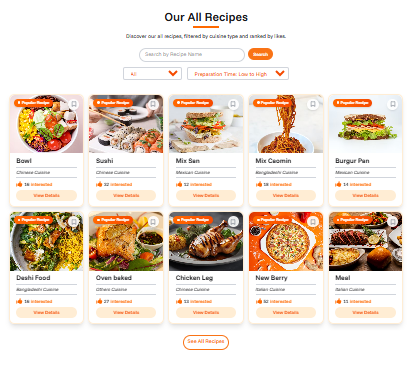 Our All Recipes
Discover our all recipes, filtered by cuisine type and ranked by likes.
Search by Recipe Name
Search
All
Preparation Time: Low to High
Popular Recipe
Popular Recipe
Popular Recipe
Popular Recipe
Popular Recipe
Bowl
Sushi
Mix San
Mix Caomin
Burgur Pan
Chinese Cuisine
Chinese Cuisine
Mexican Cuisine
Bangladeshi Cuisine
Mexican Cuisine
16 interested
32 interested
12 interested
18 interested
14 interested
View Details
View Details
View Details
View Details
View Details
Popular Recipe
Popular Recipe
Popular Recipe
Popular Recipe
Popular Recipe
Deshi Food
Oven baked
Chicken Leg
New Berry
Meel
Bangladeshi Cuisine
Others Cuisine
Chinese Cuisine
Italian Cuisine
Italian Cuisine
16 interested
27 interested
13 interested
52 interested
11 interested
View Details
View Details
View Details
View Details
View Details
See All Recipes